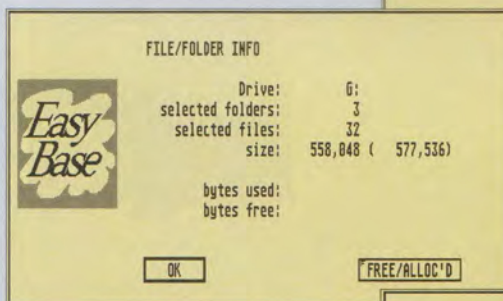 FILE/FOLDER INFO
Easy
Base
Drive: G:
selected folders: 3
selected files: 32
size: 558,048 ( 577,536)
bytes used:
bytes free:
OK
FREE/ALLOC'D